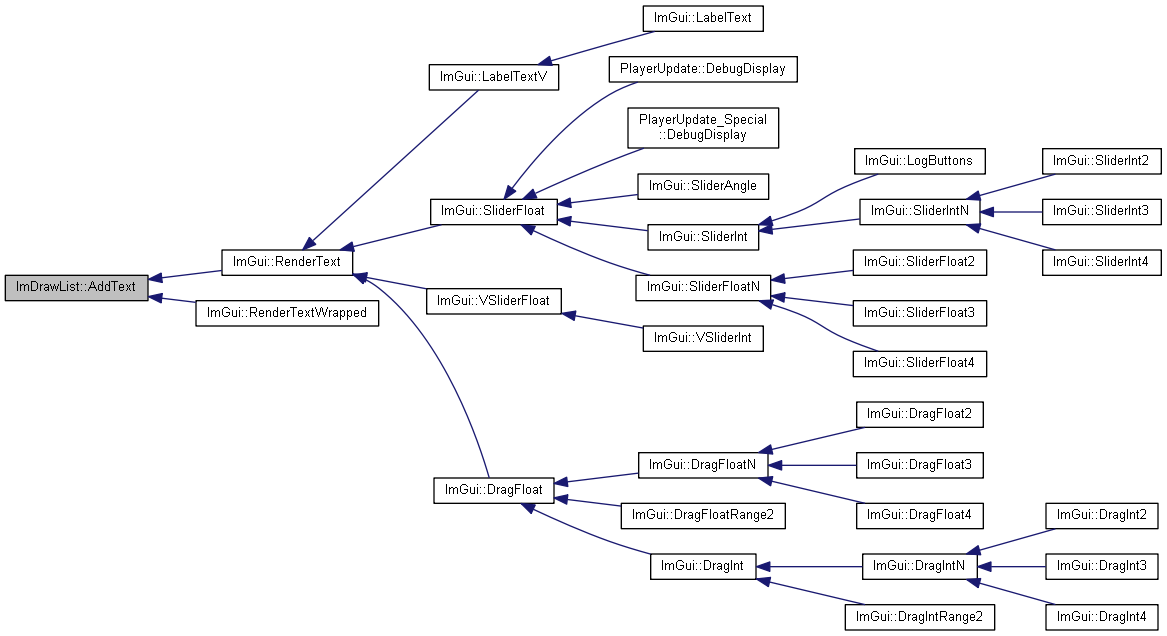 ImGui::LabelText
ImGui::LabelTextV
PlayerUpdate::DebugDisplay
PlayerUpdate_Special
::DebugDisplay
ImGui::LogButtons
ImGui::SliderInt2
ImGui::SliderAngle
ImGui::SliderFloat
ImGui::SliderIntN
ImGui::SliderInt3
ImGui::SliderInt
ImGui::RenderText
ImGui::SliderFloat2
ImGui::SliderInt4
ImDrawList::AddText
ImGui::SliderFloatN
ImGui::VSliderFloat
ImGui::RenderTextWrapped
ImGui::SliderFloat3
ImGui::VSliderInt
ImGui::SliderFloat4
ImGui::DragFloat2
ImGui::DragFloatN
ImGui::DragFloat3
ImGui::DragFloat
ImGui::DragFloatRange2
ImGui::DragFloat4
ImGui::DragInt2
ImGui::DragInt
ImGui::DragIntN
ImGui::DragInt3
ImGui::DragIntRange2
ImGui::DragInt4